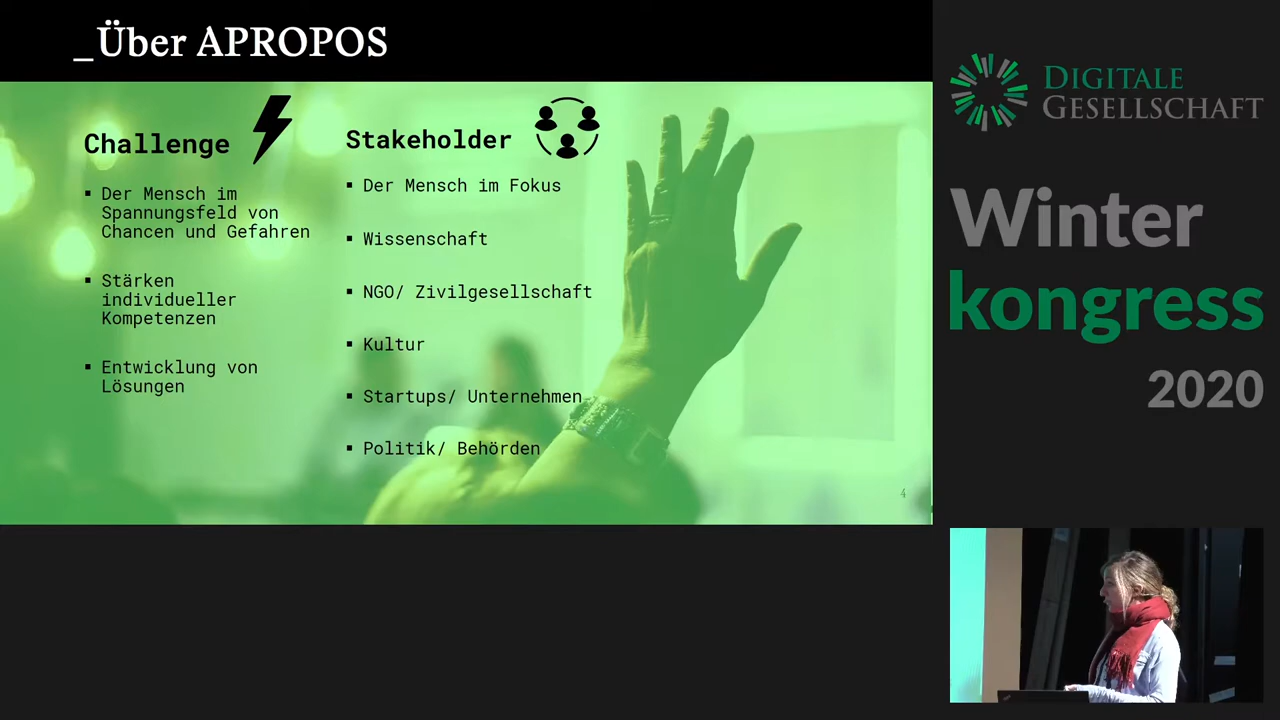 _Über APROPOS
Challenge
▪ Der Mensch im
Spannungsfeld von
Chancen und Gefahren
▪ Stärken
individueller
Kompetenzen
▪ Entwicklung von
Lösungen
Stakeholder
▪ Der Mensch im Fokus
▪ Wissenschaft
▪ NGO/ Zivilgesellschaft
▪ Kultur
▪ Startups/ Unternehmen
▪ Politik/ Behörden
4
DIGITALE
GESELLSCHAFT
Winter
kongress
2020